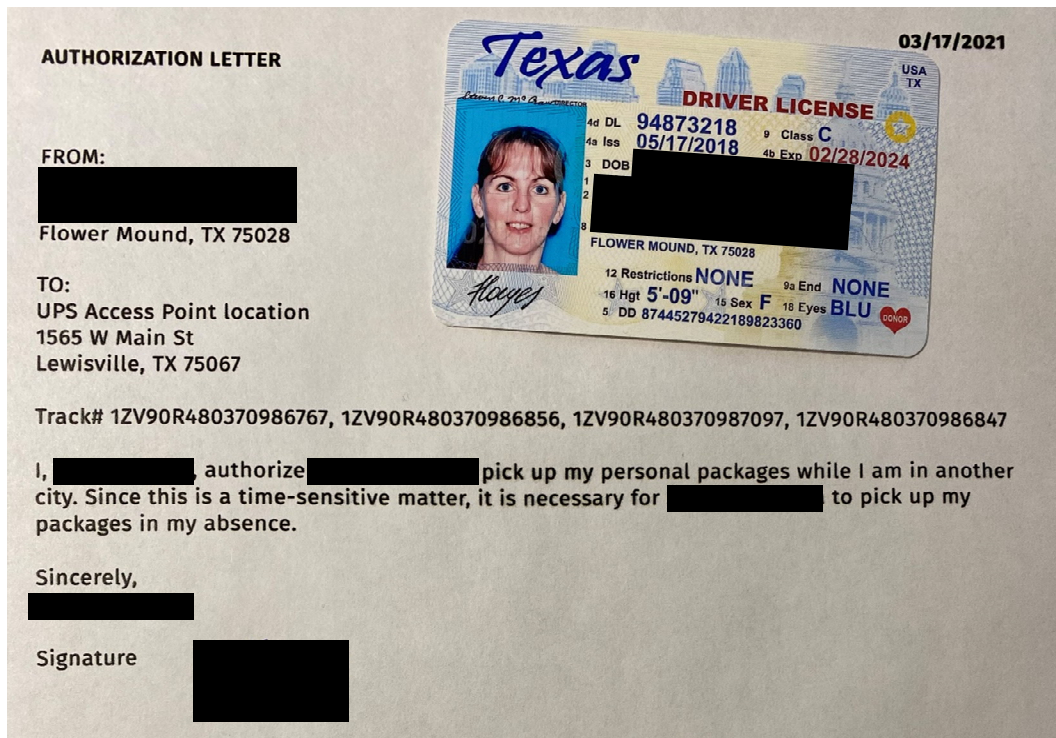 AUTHORIZATION LETTER
03/17/2021
FROM:
Flower Mound, TX 75028
TO:
UPS Access Point location
1565 W Main St
Lewisville, TX 75067
Texas
USA
TX
DRIVER LICENSE
DIRECTOR
4d DL 94873218
9 Class C
4a Iss 05/17/2018
4b Exp 02/28/2024
3 DOB
1
2
8
FLOWER MOUND, TX 75028
12 Restrictions NONE
9a End NONE
16 Hgt 5'-09"
15 Sex F
18 Eyes BLU
5 DD 87445279422189823360
DONOR
Hayes
Track# 1ZV90R480370986767, 1ZV90R480370986856, 1ZV90R480370987097, 1ZV90R480370986847
I, , authorize pick up my personal packages while I am in another
city. Since this is a time-sensitive matter, it is necessary for to pick up my
packages in my absence.
Sincerely,
Signature